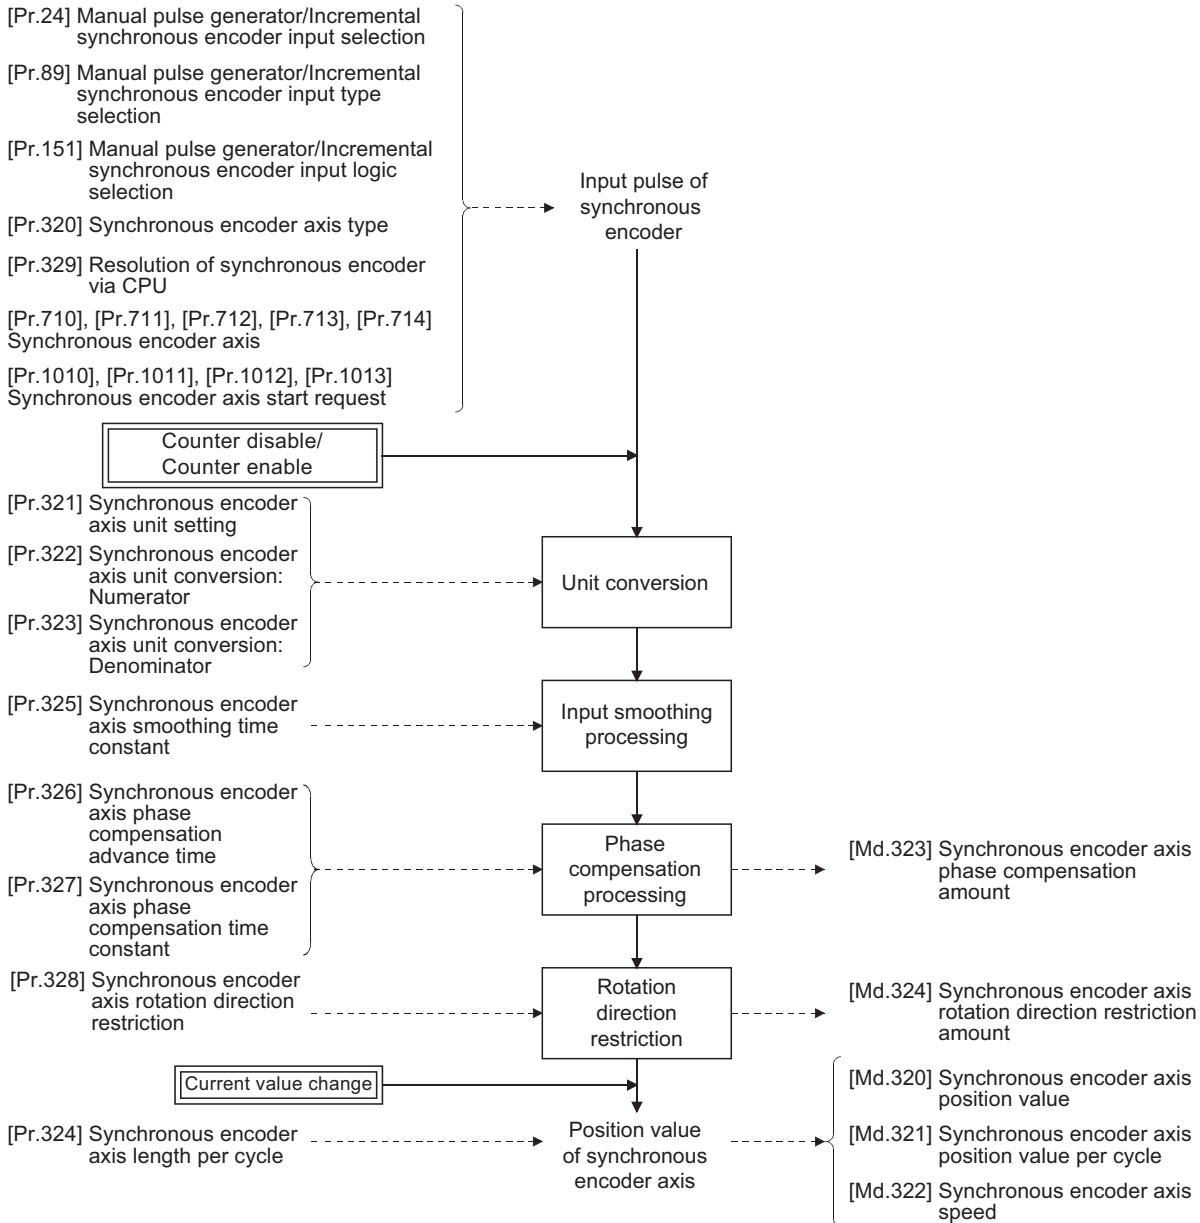 [Pr.24] Manual pulse generator/Incremental
synchronous encoder input selection
[Pr.89] Manual pulse generator/Incremental
synchronous encoder input type
selection
[Pr.151] Manual pulse generator/Incremental
synchronous encoder input logic
selection
[Pr.320] Synchronous encoder axis type
[Pr.329] Resolution of synchronous encoder
via CPU
[Pr.710], [Pr.711], [Pr.712], [Pr.713], [Pr.714]
Synchronous encoder axis
[Pr.1010], [Pr.1011], [Pr.1012], [Pr.1013]
Synchronous encoder axis start request
Input pulse of
synchronous
encoder
Counter disable/
Counter enable
[Pr.321] Synchronous encoder
axis unit setting
[Pr.322] Synchronous encoder
axis unit conversion:
Numerator
[Pr.323] Synchronous encoder
axis unit conversion:
Denominator
Unit conversion
[Pr.325] Synchronous encoder
axis smoothing time
constant
Input smoothing
processing
[Pr.326] Synchronous encoder
axis phase
compensation
advance time
[Pr.327] Synchronous encoder
axis phase
compensation time
constant
Phase
compensation
processing
[Md.323] Synchronous encoder axis
phase compensation
amount
[Pr.328] Synchronous encoder
axis rotation direction
restriction
Rotation
direction
restriction
[Md.324] Synchronous encoder axis
rotation direction restriction
amount
Current value change
[Pr.324] Synchronous encoder
axis length per cycle
Position value
of synchronous
encoder axis
[Md.320] Synchronous encoder axis
position value
[Md.321] Synchronous encoder axis
position value per cycle
[Md.322] Synchronous encoder axis
speed